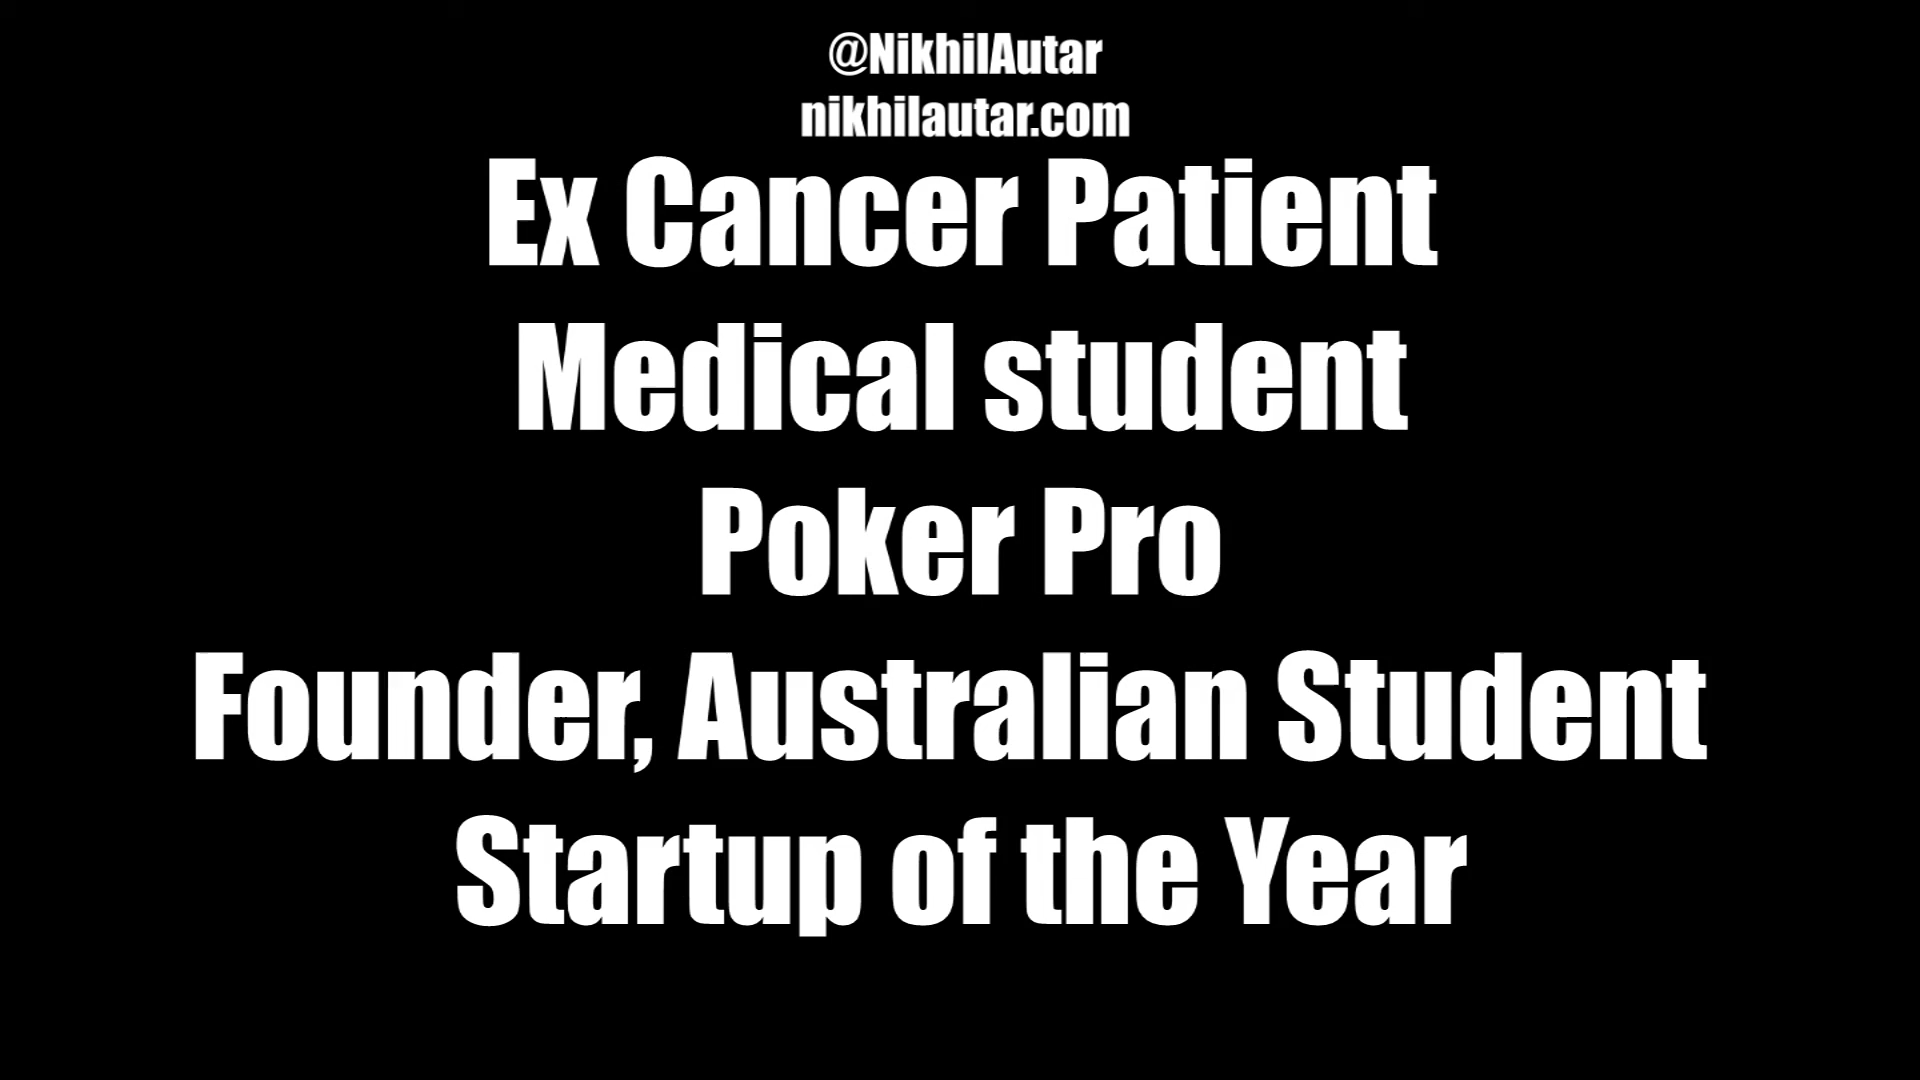 @NikhilAutar
nikhilautar.com
Ex Cancer Patient
Medical student
Poker Pro
Founder, Australian Student
Startup of the Year